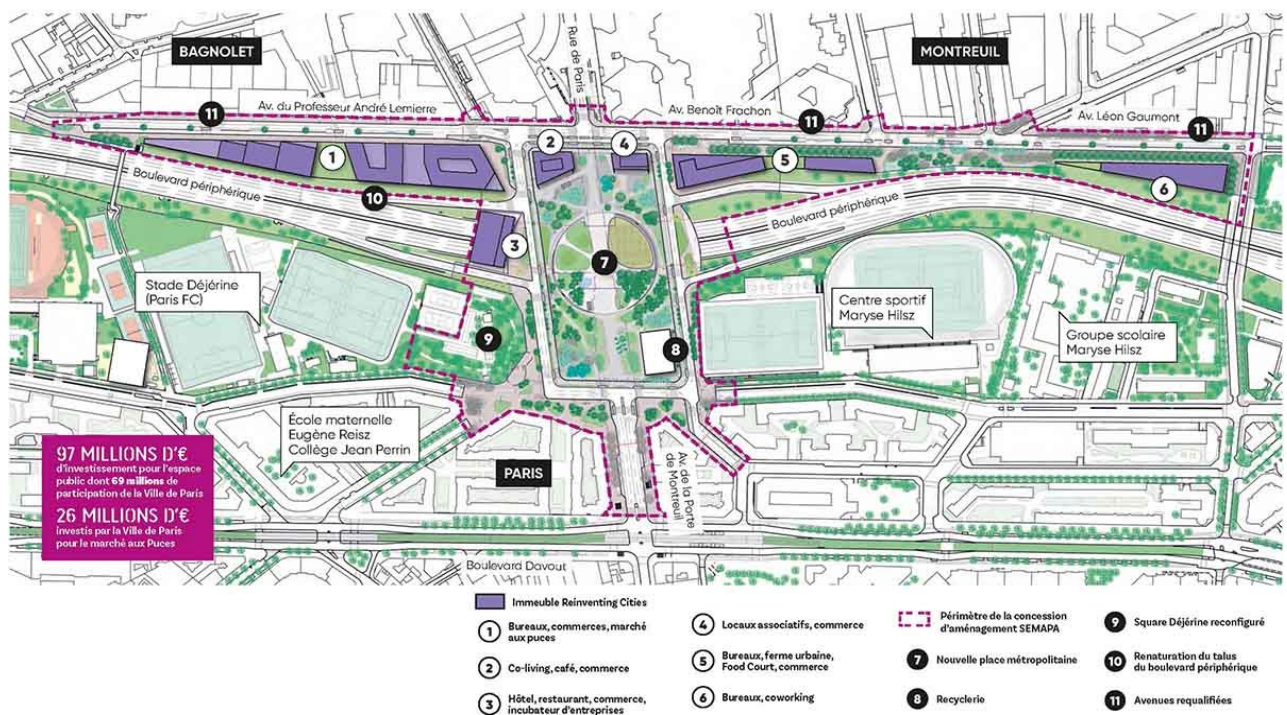 BAGNOLET
Rue de Paris
MONTREUIL
11
Av. du Professeur André Lemierre
Av. Benoît Frachon
11
Av. Léon Gaumont
11
1
2
4
5
6
Boulevard périphérique
10
3
7
Boulevard périphérique
Stade Déjérine
(Paris FC)
9
8
Centre sportif
Maryse Hilsz
Groupe scolaire
Maryse Hilsz
École maternelle
Eugène Reisz
Collège Jean Perrin
PARIS
Av. de la Porte
de Montreuil
97 MILLIONS D'€
d'investissement pour l'espace
public dont 69 millions de
participation de la Ville de Paris
26 MILLIONS D'€
investis par la Ville de Paris
pour le marché aux Puces
Boulevard Davout
Immeuble Reinventing Cities
1 Bureaux, commerces, marché
aux puces
2 Co-living, café, commerce
3 Hôtel, restaurant, commerce,
incubateur d'entreprises
4 Locaux associatifs, commerce
5 Bureaux, ferme urbaine,
Food Court, commerce
6 Bureaux, coworking
Périmètre de la concession
d'aménagement SEMAPA
7 Nouvelle place métropolitaine
8 Recyclerie
9 Square Déjérine reconfiguré
10 Renaturation du talus
du boulevard périphérique
11 Avenues requalifiées